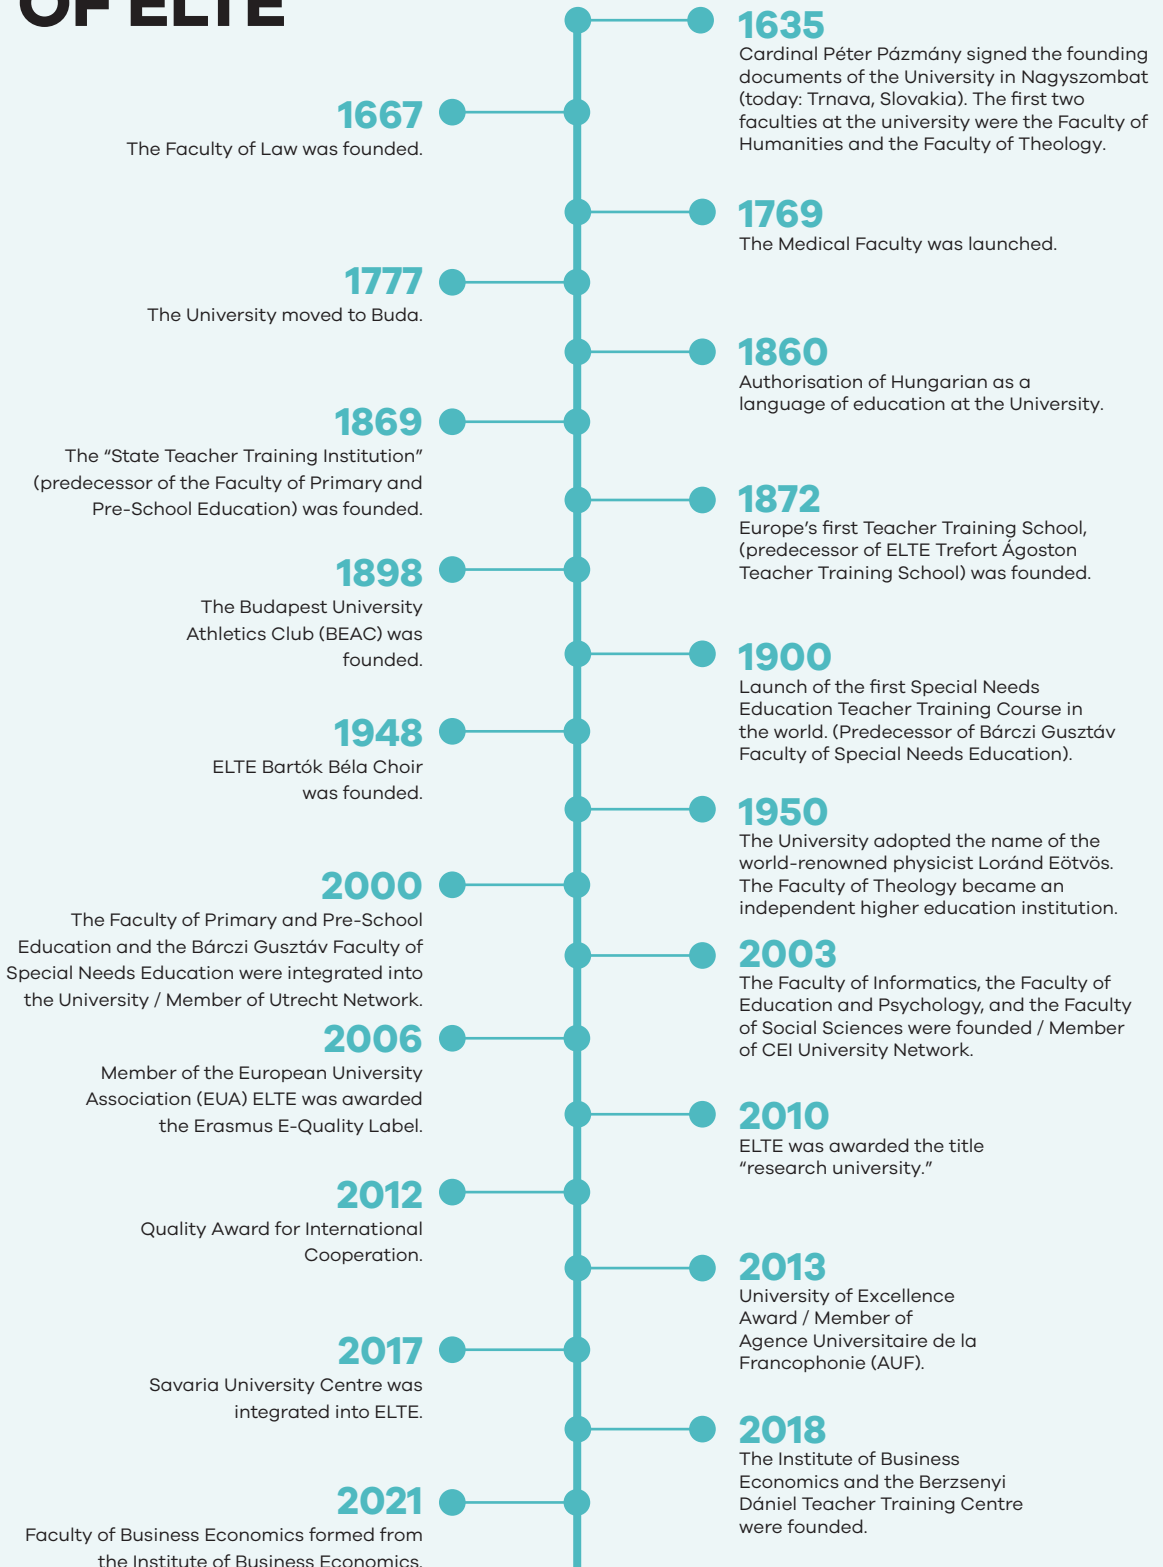 OF ELTE
1635
Cardinal Péter Pázmány signed the founding
documents of the University in Nagyszombat
(today: Trnava, Slovakia). The first two
faculties at the university were the Faculty of
Humanities and the Faculty of Theology.
1667
The Faculty of Law was founded.
1769
The Medical Faculty was launched.
1777
The University moved to Buda.
1860
Authorisation of Hungarian as a
language of education at the University.
1869
The “State Teacher Training Institution”
(predecessor of the Faculty of Primary and
Pre-School Education) was founded.
1872
Europe’s first Teacher Training School,
(predecessor of ELTE Trefort Ágoston
Teacher Training School) was founded.
1898
The Budapest University
Athletics Club (BEAC) was
founded.
1900
Launch of the first Special Needs
Education Teacher Training Course in
the world. (Predecessor of Bárczi Gusztáv
Faculty of Special Needs Education).
1948
ELTE Bartók Béla Choir
was founded.
1950
The University adopted the name of the
world-renowned physicist Loránd Eötvös.
The Faculty of Theology became an
independent higher education institution.
2000
The Faculty of Primary and Pre-School
Education and the Bárczi Gusztáv Faculty of
Special Needs Education were integrated into
the University / Member of Utrecht Network.
2003
The Faculty of Informatics, the Faculty of
Education and Psychology, and the Faculty
of Social Sciences were founded / Member
of CEI University Network.
2006
Member of the European University
Association (EUA) ELTE was awarded
the Erasmus E-Quality Label.
2010
ELTE was awarded the title
“research university.”
2012
Quality Award for International
Cooperation.
2013
University of Excellence
Award / Member of
Agence Universitaire de la
Francophonie (AUF).
2017
Savaria University Centre was
integrated into ELTE.
2018
The Institute of Business
Economics and the Berzsenyi
Dániel Teacher Training Centre
were founded.
2021
Faculty of Business Economics formed from
the Institute of Business Economics.